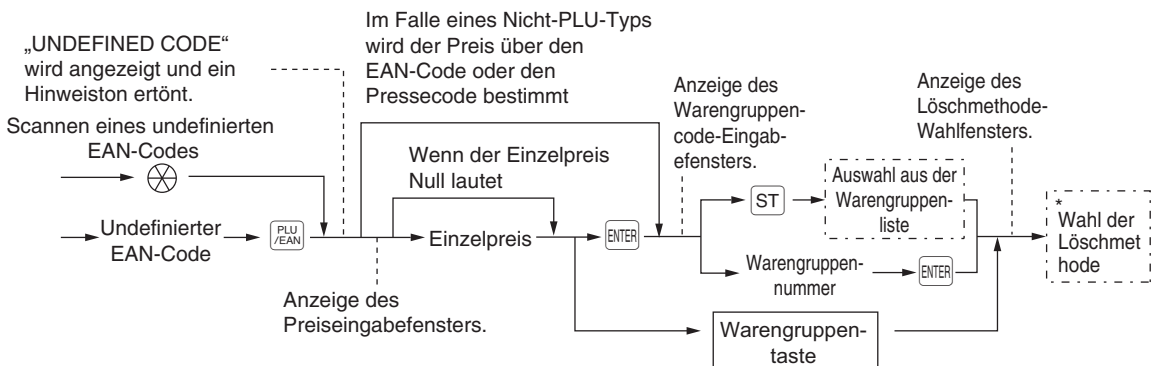 „UNDEFINED CODE“
wird angezeigt und ein
Hinweiston ertönt.
Im Falle eines Nicht-PLU-Typs
wird der Preis über den
EAN-Code oder den
Pressecode bestimmt
Anzeige des
Warengruppen-
code-Eingab-
efensters.
Anzeige des
Löschmethode-
Wahlfensters.
Scannen eines undefinierten
EAN-Codes
Wenn der Einzelpreis
Null lautet
ST
Auswahl aus der
Warengruppen-
liste
Undefinierter
EAN-Code
PLU
/EAN
Einzelpreis
ENTER
Warengruppen-
nummer
ENTER
*
Wahl der
Löschmet
hode
Anzeige des
Preiseingabefensters.
Warengruppen-
taste